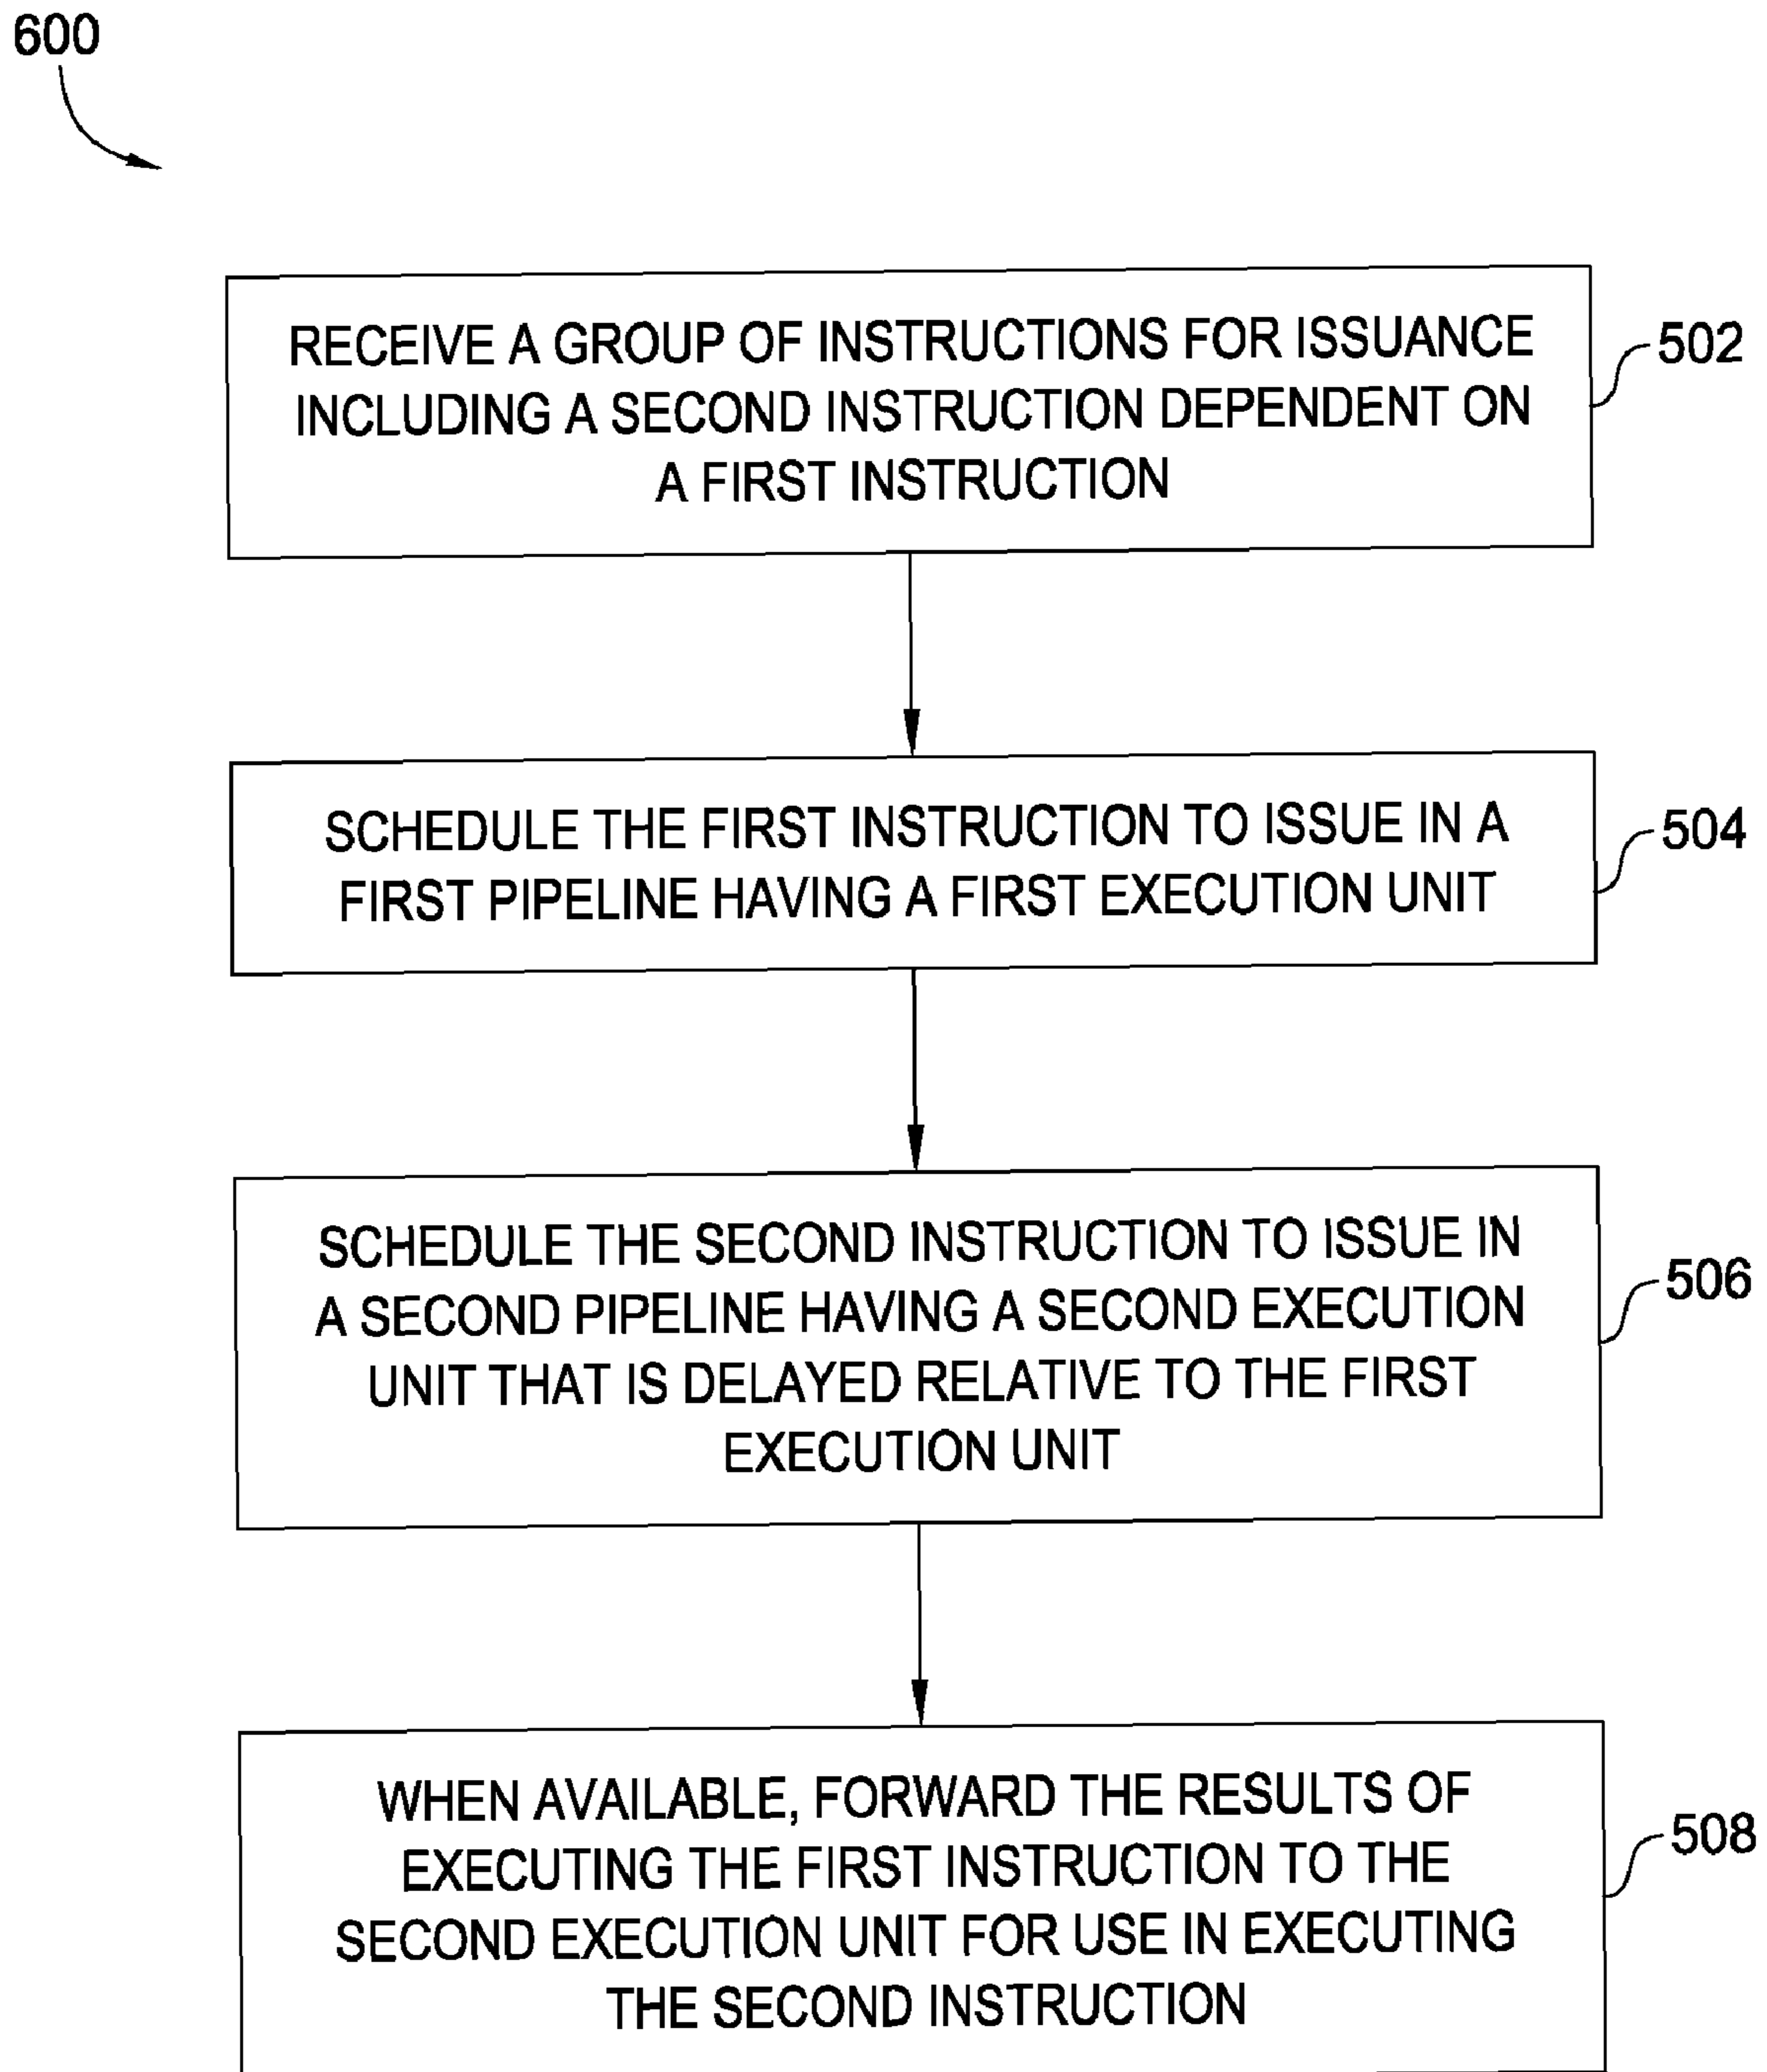 600
RECEIVE A GROUP OF INSTRUCTIONS FOR ISSUANCE
INCLUDING A SECOND INSTRUCTION DEPENDENT ON
A FIRST INSTRUCTION
502
SCHEDULE THE FIRST INSTRUCTION TO ISSUE IN A
FIRST PIPELINE HAVING A FIRST EXECUTION UNIT
504
SCHEDULE THE SECOND INSTRUCTION TO ISSUE IN
A SECOND PIPELINE HAVING A SECOND EXECUTION
UNIT THAT IS DELAYED RELATIVE TO THE FIRST
EXECUTION UNIT
506
WHEN AVAILABLE, FORWARD THE RESULTS OF
EXECUTING THE FIRST INSTRUCTION TO THE
SECOND EXECUTION UNIT FOR USE IN EXECUTING
THE SECOND INSTRUCTION
508